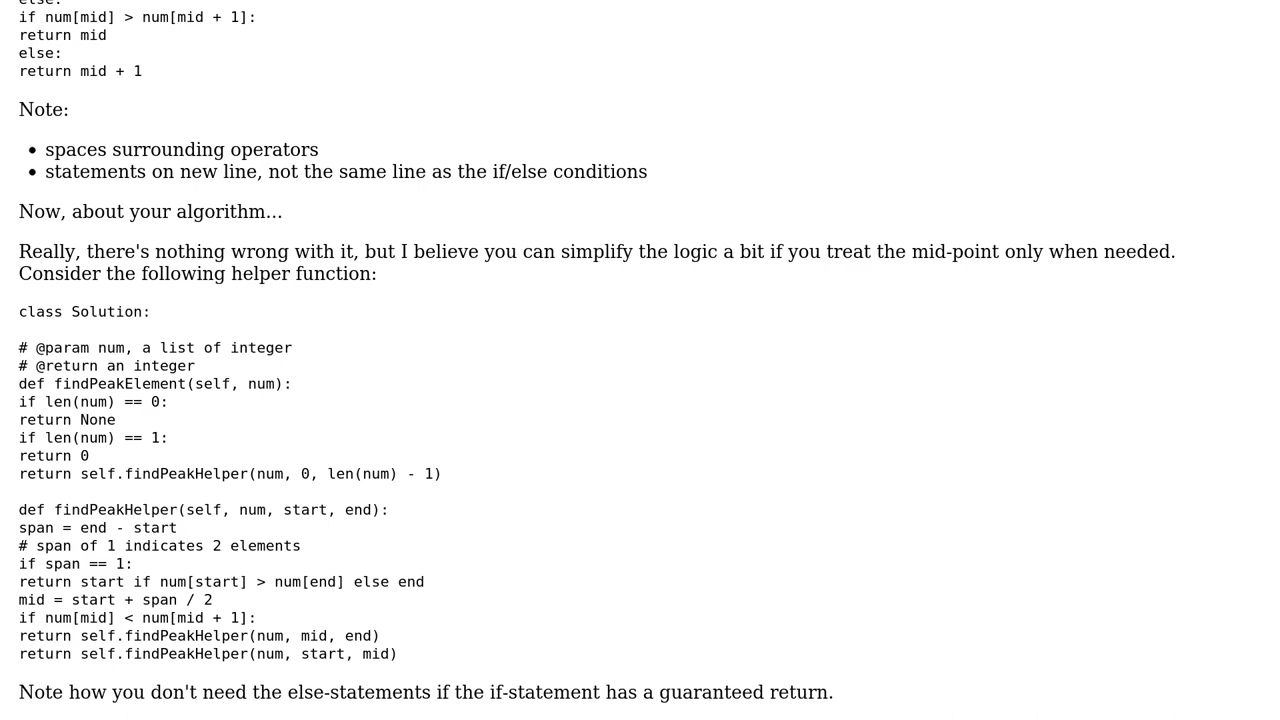 else:
if num[mid] > num[mid + 1]:
return mid
else:
return mid + 1
Note:
• spaces surrounding operators
• statements on new line, not the same line as the if/else conditions
Now, about your algorithm...
Really, there's nothing wrong with it, but I believe you can simplify the logic a bit if you treat the mid-point only when needed.
Consider the following helper function:
class Solution:
# @param num, a list of integer
# @return an integer
def findPeakElement(self, num):
if len(num) == 0:
return None
if len(num) == 1:
return 0
return self.findPeakHelper(num, 0, len(num) - 1)
def findPeakHelper(self, num, start, end):
span = end - start
# span of 1 indicates 2 elements
if span == 1:
return start if num[start] > num[end] else end
mid = start + span / 2
if num[mid] < num[mid + 1]:
return self.findPeakHelper(num, mid, end)
return self.findPeakHelper(num, start, mid)
Note how you don't need the else-statements if the if-statement has a guaranteed return.